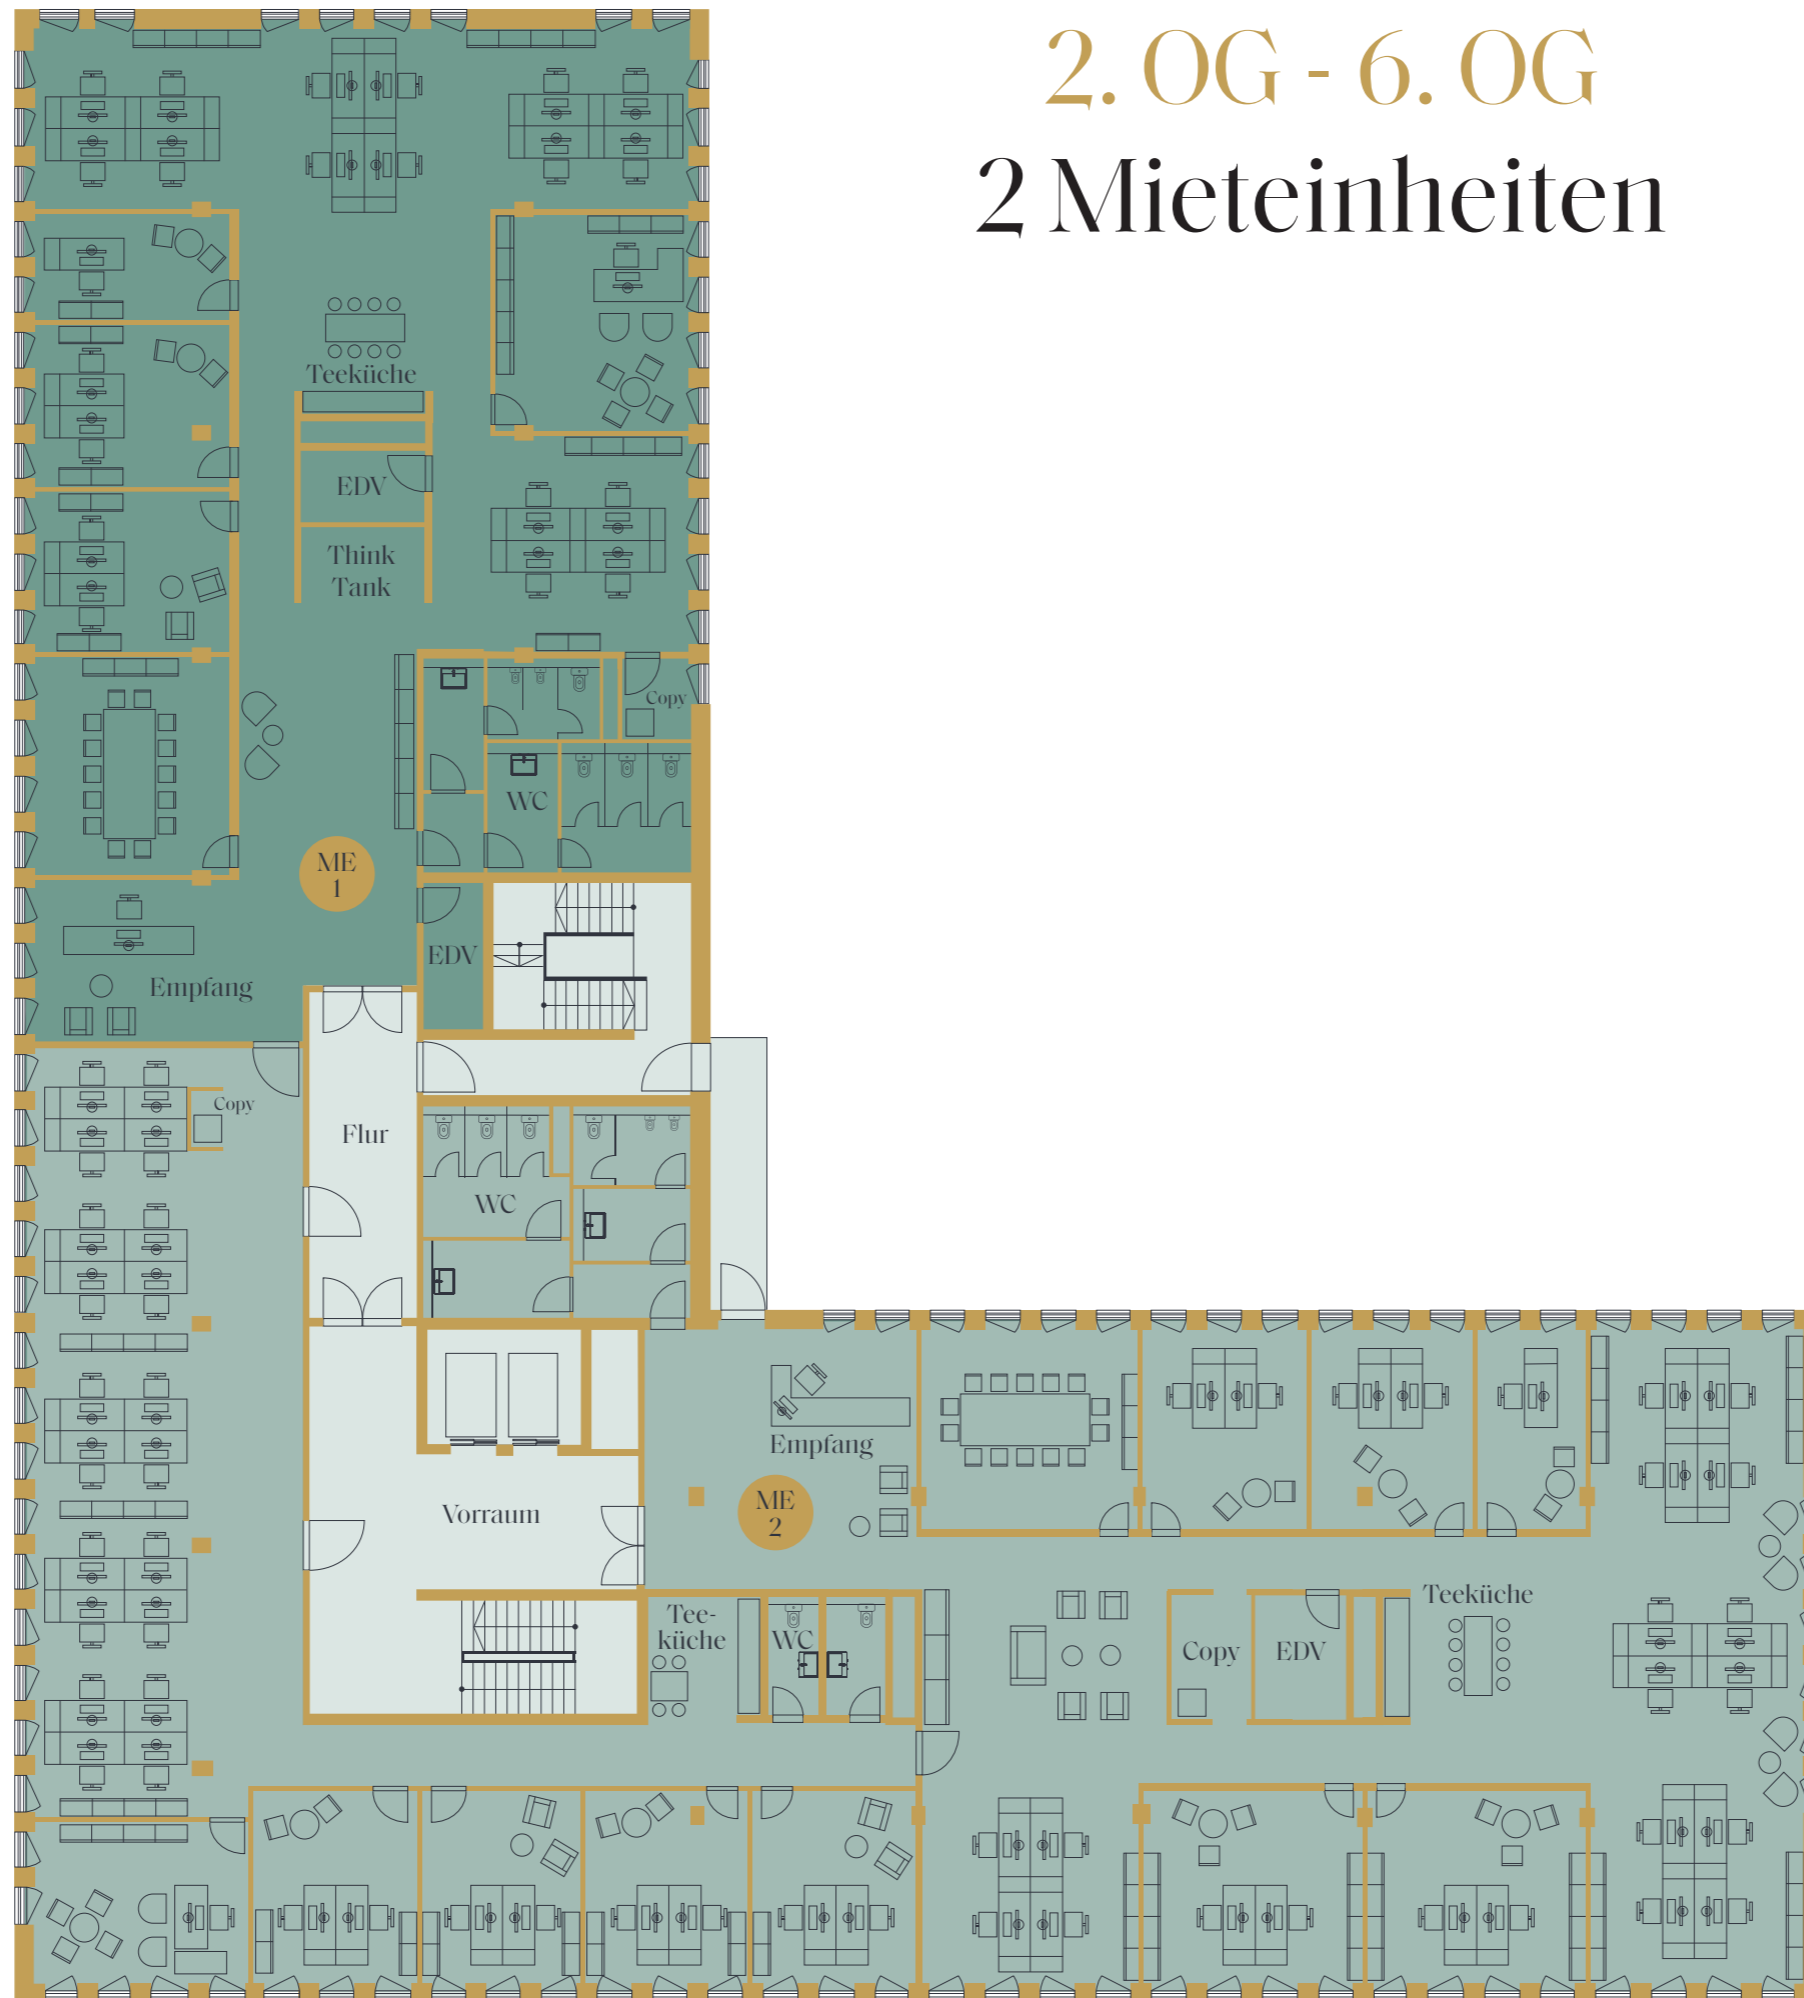 2. OG - 6. OG
2 Mieteinheiten
Teeküche
EDV
Think
Tank
Copy
WC
ME
1
EDV
Empfang
Copy
Flur
WC
Empfang
ME
2
Vorraum
Tee-
küche
WC
Copy
EDV
Teeküche